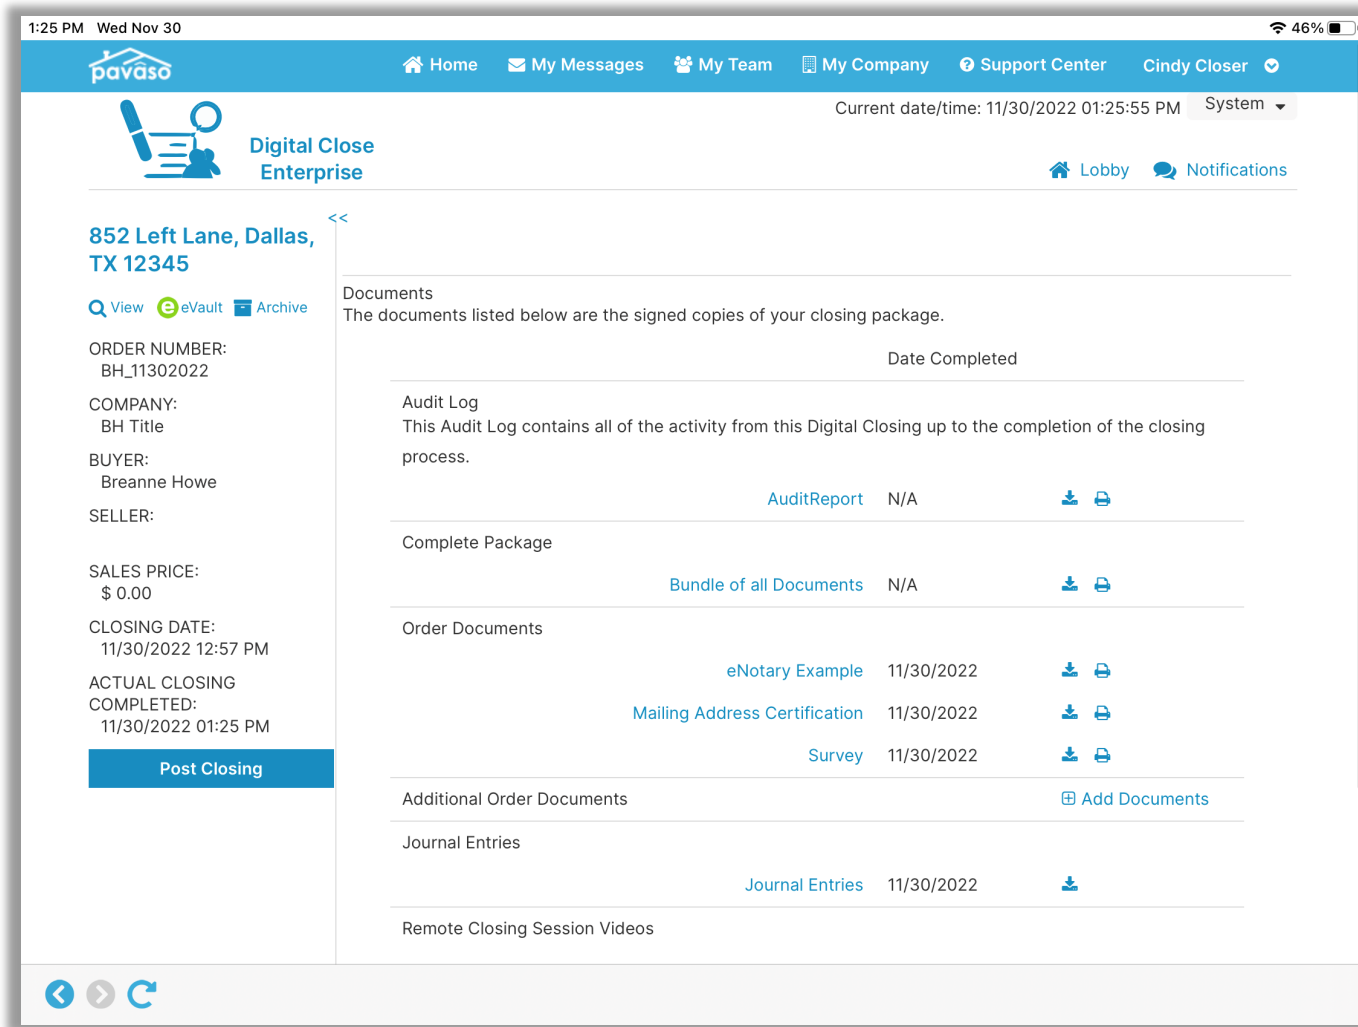 1:25 PM Wed Nov 30
46%
pavaso
Home My Messages My Team My Company Support Center Cindy Closer
Current date/time: 11/30/2022 01:25:55 PM System
Digital Close
Enterprise
Lobby Notifications
<<
852 Left Lane, Dallas,
TX 12345
View eVault Archive
ORDER NUMBER:
BH_11302022
COMPANY:
BH Title
BUYER:
Breanne Howe
SELLER:
SALES PRICE:
$ 0.00
CLOSING DATE:
11/30/2022 12:57 PM
ACTUAL CLOSING
COMPLETED:
11/30/2022 01:25 PM
Post Closing
Documents
The documents listed below are the signed copies of your closing package.
Date Completed
Audit Log
This Audit Log contains all of the activity from this Digital Closing up to the completion of the closing
process.
AuditReport N/A
Complete Package
Bundle of all Documents N/A
Order Documents
eNotary Example 11/30/2022
Mailing Address Certification 11/30/2022
Survey 11/30/2022
Additional Order Documents Add Documents
Journal Entries
Journal Entries 11/30/2022
Remote Closing Session Videos